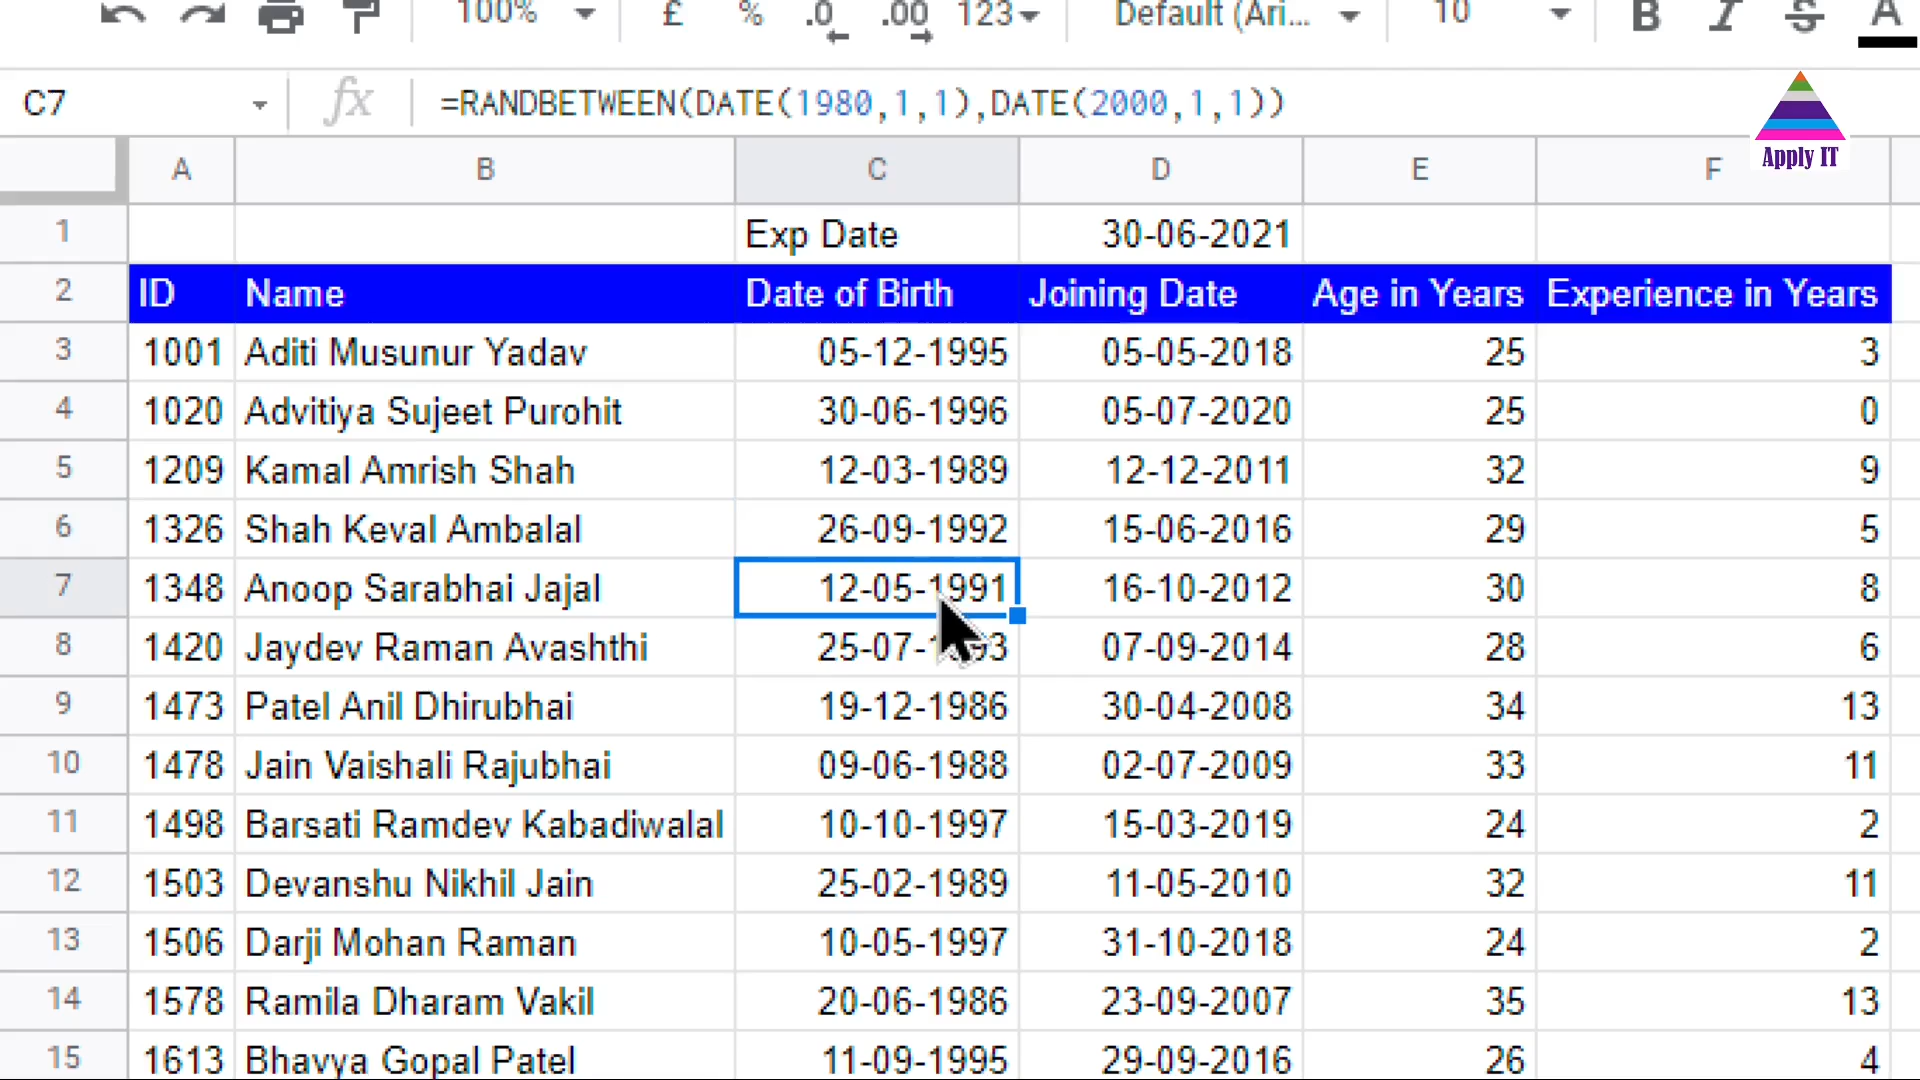 100% £ % .0 .00 123 Default (Ari... 10 B I S A
C7 fx =RANDBETWEEN(DATE(1980,1,1),DATE(2000,1,1))
Apply IT
A B C D E F
1 Exp Date 30-06-2021
2 ID Name Date of Birth Joining Date Age in Years Experience in Years
3 1001 Aditi Musunur Yadav 05-12-1995 05-05-2018 25 3
4 1020 Advitiya Sujeet Purohit 30-06-1996 05-07-2020 25 0
5 1209 Kamal Amrish Shah 12-03-1989 12-12-2011 32 9
6 1326 Shah Keval Ambalal 26-09-1992 15-06-2016 29 5
7 1348 Anoop Sarabhai Jajal 12-05-1991 16-10-2012 30 8
8 1420 Jaydev Raman Avashthi 07-09-2014 28 6
9 1473 Patel Anil Dhirubhai 19-12-1986 30-04-2008 34 13
10 1478 Jain Vaishali Rajubhai 09-06-1988 02-07-2009 33 11
11 1498 Barsati Ramdev Kabadiwalal 10-10-1997 15-03-2019 24 2
12 1503 Devanshu Nikhil Jain 25-02-1989 11-05-2010 32 11
13 1506 Darji Mohan Raman 10-05-1997 31-10-2018 24 2
14 1578 Ramila Dharam Vakil 20-06-1986 23-09-2007 35 13
15 1613 Bhavya Gopal Patel 11-09-1995 29-09-2016 26 4